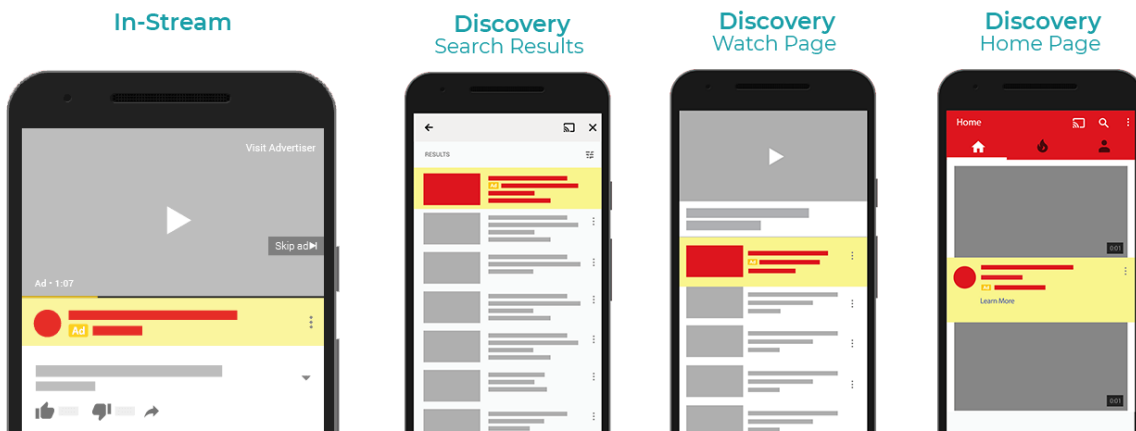 In-Stream
Visit Advertiser
Skip ad
Ad • 1:07
Ad
Discovery
Search Results
RESULTS
Ad
Discovery
Watch Page
Ad
Discovery
Home Page
Home
0:01
Ad
Learn More
0:01